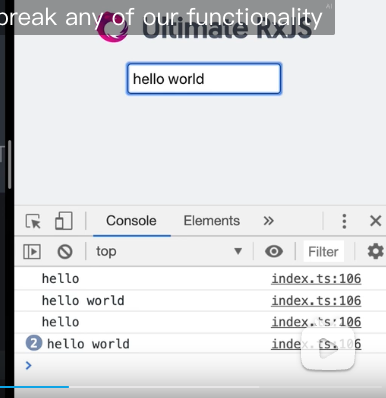 break any of our functionality
Ultimate RxJS
hello world
Console Elements »
top Filter
hello index.ts:106
hello world index.ts:106
hello index.ts:106
2 hello world index.ts:106